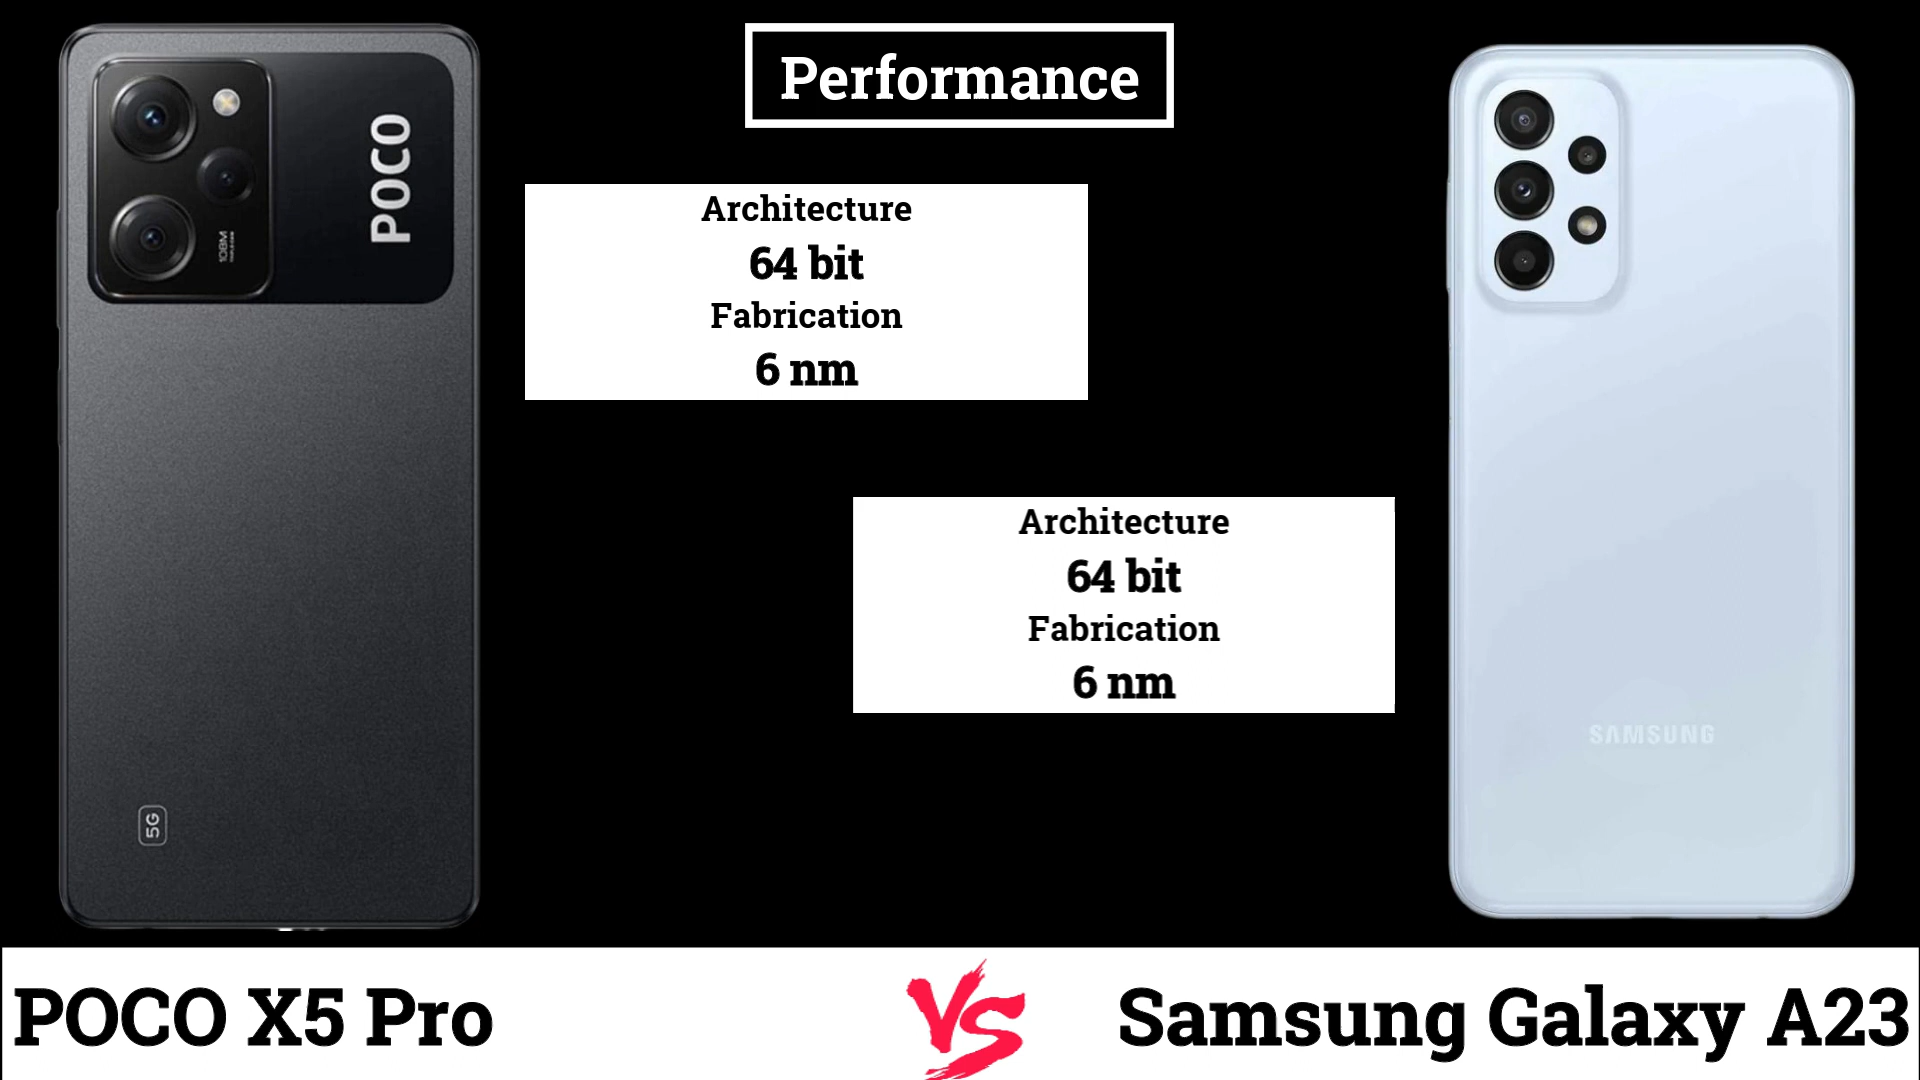 Performance
POCO
108M
5G
Architecture
64 bit
Fabrication
6 nm
Architecture
64 bit
Fabrication
6 nm
SAMSUNG
POCO X5 Pro
VS
Samsung Galaxy A23